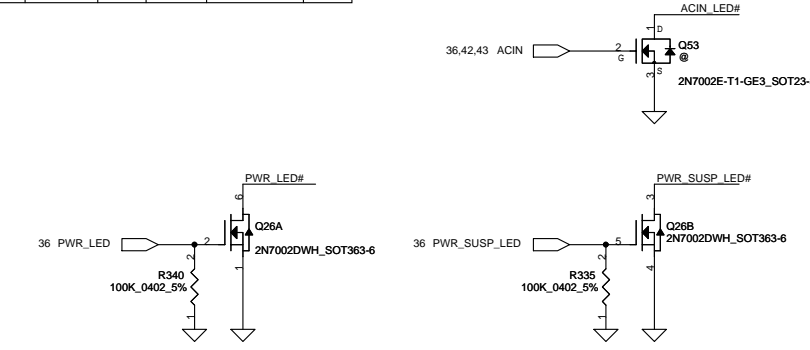 ACIN_LED#
1
D
36,42,43 ACIN
2
G
Q53
@
3
S
2N7002E-T1-GE3_SOT23-
PWR_LED#
6
36 PWR_LED
2
Q26A
2N7002DWH_SOT363-6
1
2
R340
100K_0402_5%
1
PWR_SUSP_LED#
3
36 PWR_SUSP_LED
5
Q26B
2N7002DWH_SOT363-6
4
2
R335
100K_0402_5%
1